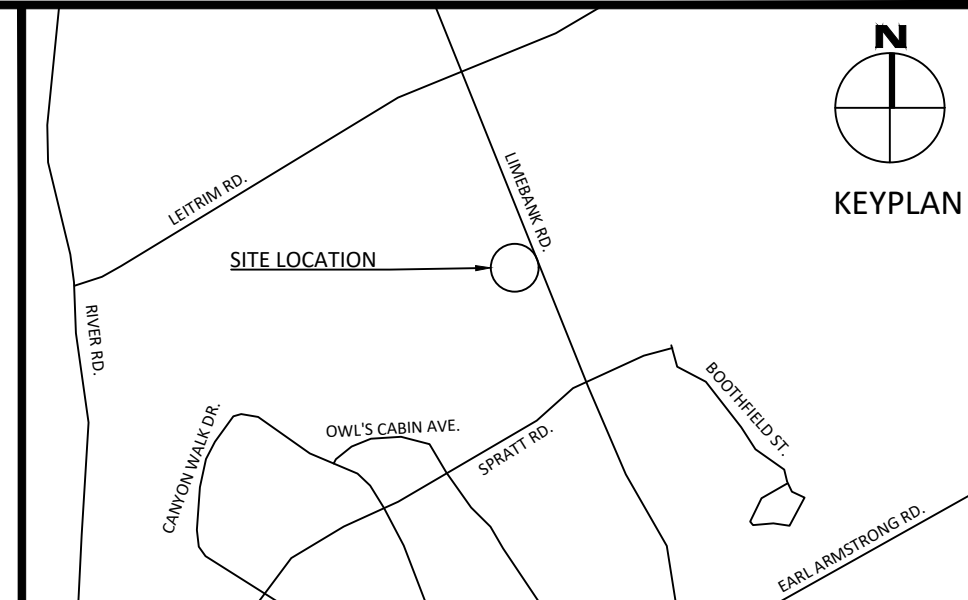 N
KEYPLAN
LEITRIM RD.
LIMEBANK RD.
SITE LOCATION
RIVER RD.
CANYON WALK DR.
OWL'S CABIN AVE.
SPRATT RD.
BOOTHFIELD ST.
EARL ARMSTRONG RD.